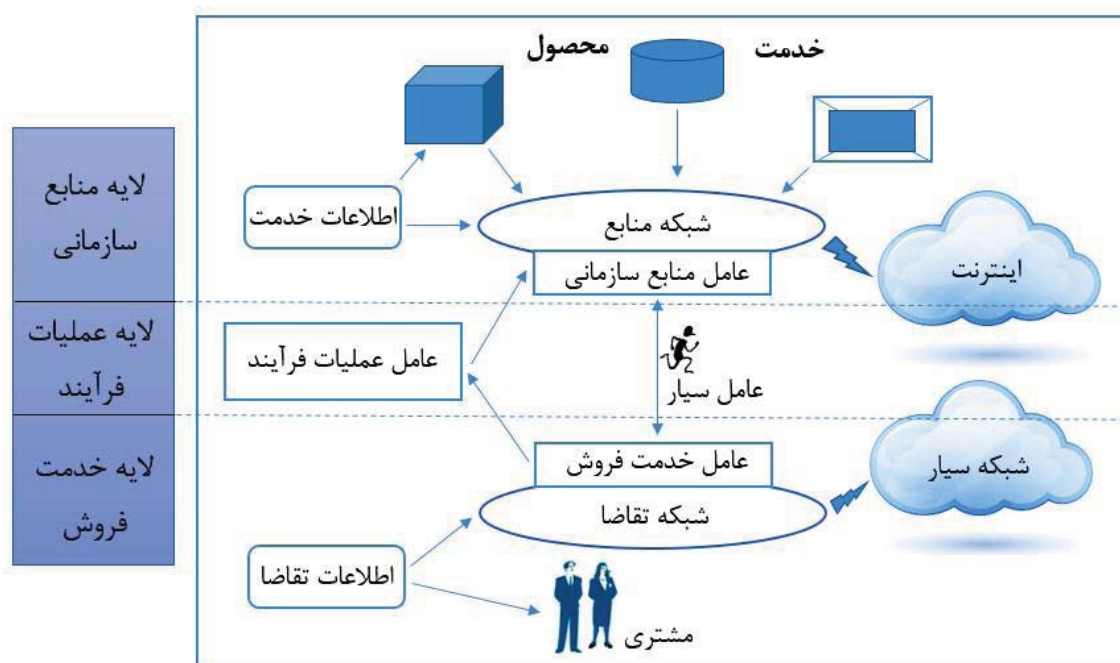 خدمت
محصول
لایه منابع
سازمانی
اطلاعات خدمت
شبکه منابع
عامل منابع سازمانی
اینترنت
لایه عملیات
فرآیند
عامل عملیات فرآیند
عامل سیار
لایه خدمت
فروش
عامل خدمت فروش
شبکه تقاضا
شبکه سیار
اطلاعات تقاضا
مشتری